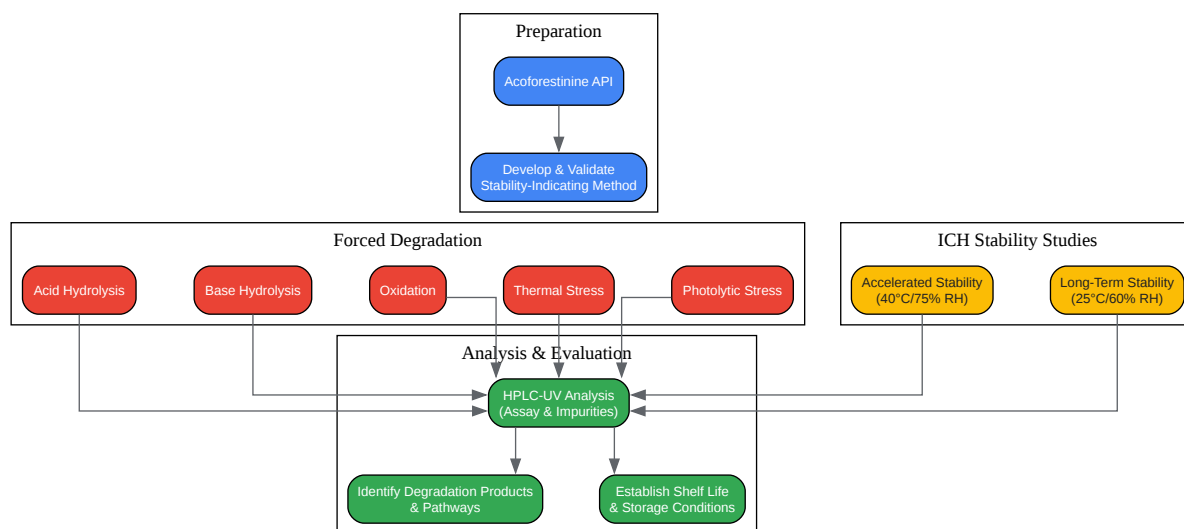 Preparation
Acoforestinine API
Develop & Validate
Stability-Indicating Method
Forced Degradation
Acid Hydrolysis
Base Hydrolysis
Oxidation
Thermal Stress
Photolytic Stress
ICH Stability Studies
Accelerated Stability
(40°C/75% RH)
Long-Term Stability
(25°C/60% RH)
Analysis & Evaluation
HPLC-UV Analysis
(Assay & Impurities)
Identify Degradation Products
& Pathways
Establish Shelf Life
& Storage Conditions